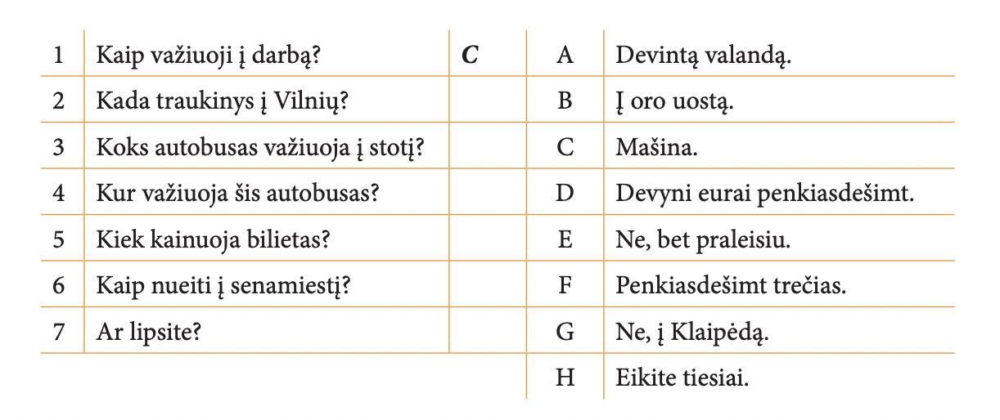 1 Kaip važiuoji į darbą? C A Devintą valandą.
2 Kada traukinys į Vilnių? B Į oro uostą.
3 Koks autobusas važiuoja į stotį? C Mašina.
4 Kur važiuoja šis autobusas? D Devyni eurai penkiasdešimt.
5 Kiek kainuoja bilietas? E Ne, bet praleisiu.
6 Kaip nueiti į senamiestį? F Penkiasdešimt trečias.
7 Ar lipsite? G Ne, į Klaipėdą.
H Eikite tiesiai.